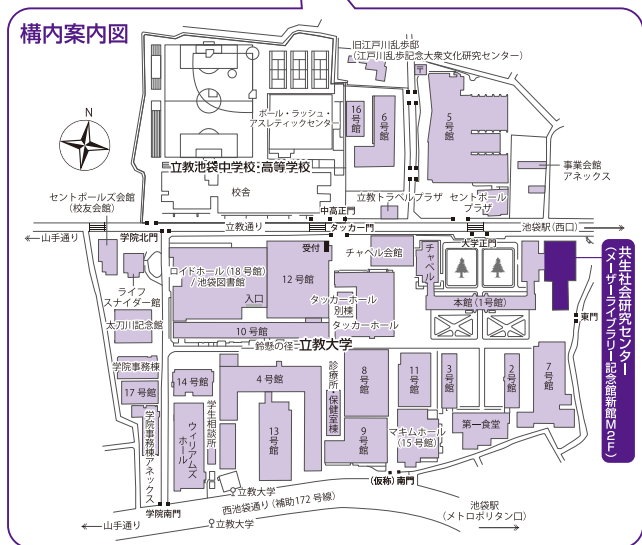 構内案内図
旧江戸川乱歩邸
(江戸川乱歩記念大衆文化研究センター)
N
ポール・ラッシュ・
アスレティックセンター
16号館
6号館
5号館
立教池袋中学校・高等学校
校舎
事業会館
アネックス
セントポールズ会館
(校友会館)
立教トラベルプラザ
セントポール
プラザ
中高正門
立教通り
タッカー門
池袋駅(西口)
山手通り
学院北門
大学正門
受付
チャペル会館
チャペル
ロイドホール(18号館)
/池袋図書館
12号館
入口
ライフ
スナイダー館
タッカーホール
別棟
本館(1号館)
太刀川記念館
タッカーホール
10号館
東門
共生社会研究センター
(メーザーライブラリー記念館新館M2F)
鈴懸の径
立教大学
学院事務棟
14号館
4号館
診療所・保健室棟
8号館
11号館
3号館
2号館
7号館
17号館
学院事務棟アネックス
ウィリアムズ
ホール
学生相談所
13号館
9号館
マキムホール
(15号館)
第一食堂
立教大学
(仮称)南門
学院南門
西池袋通り(補助172号線)
山手通り
立教大学
池袋駅
(メトロポリタン口)